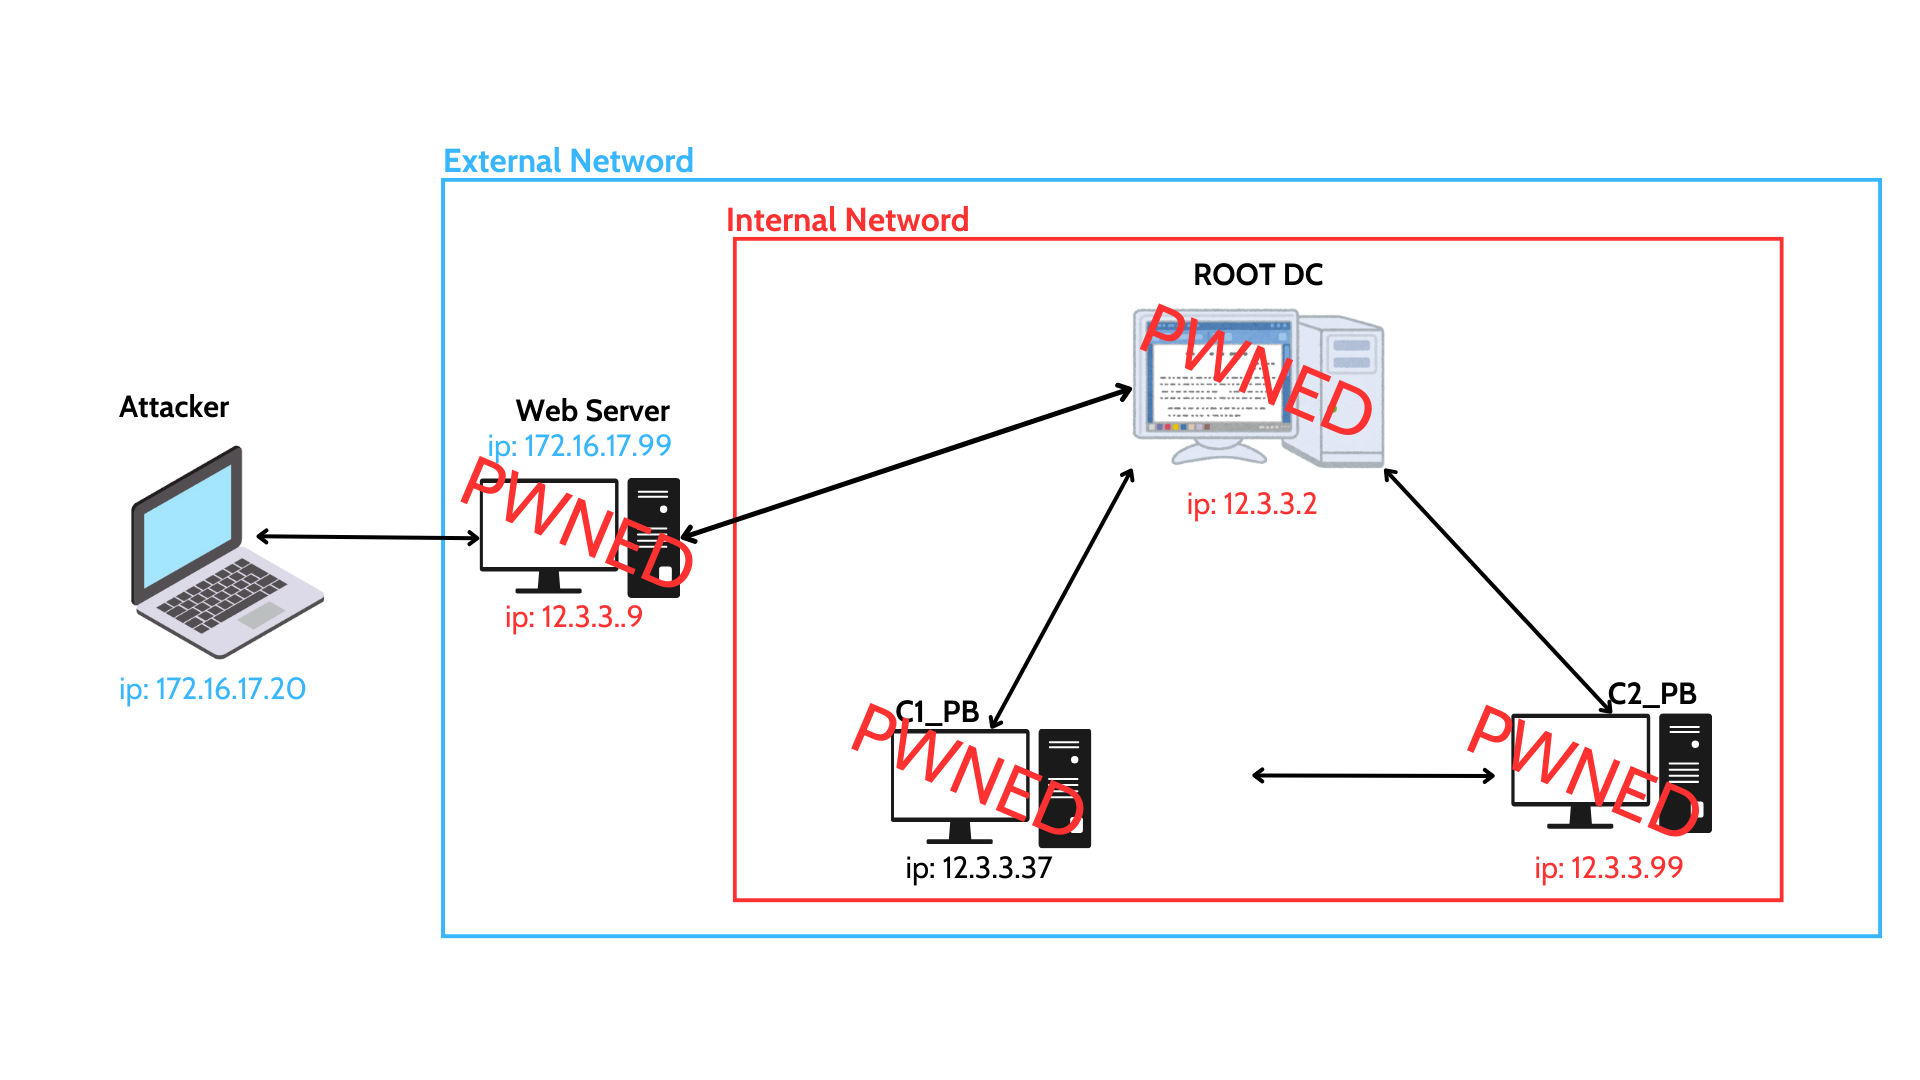 External Netword
Internal Netword
ROOT DC
PWNED
Attacker
Web Server
ip: 172.16.17.99
PWNED
ip: 12.3.3.2
ip: 12.3.3..9
ip: 172.16.17.20
C1_PB
PWNED
C2_PB
PWNED
ip: 12.3.3.37
ip: 12.3.3.99